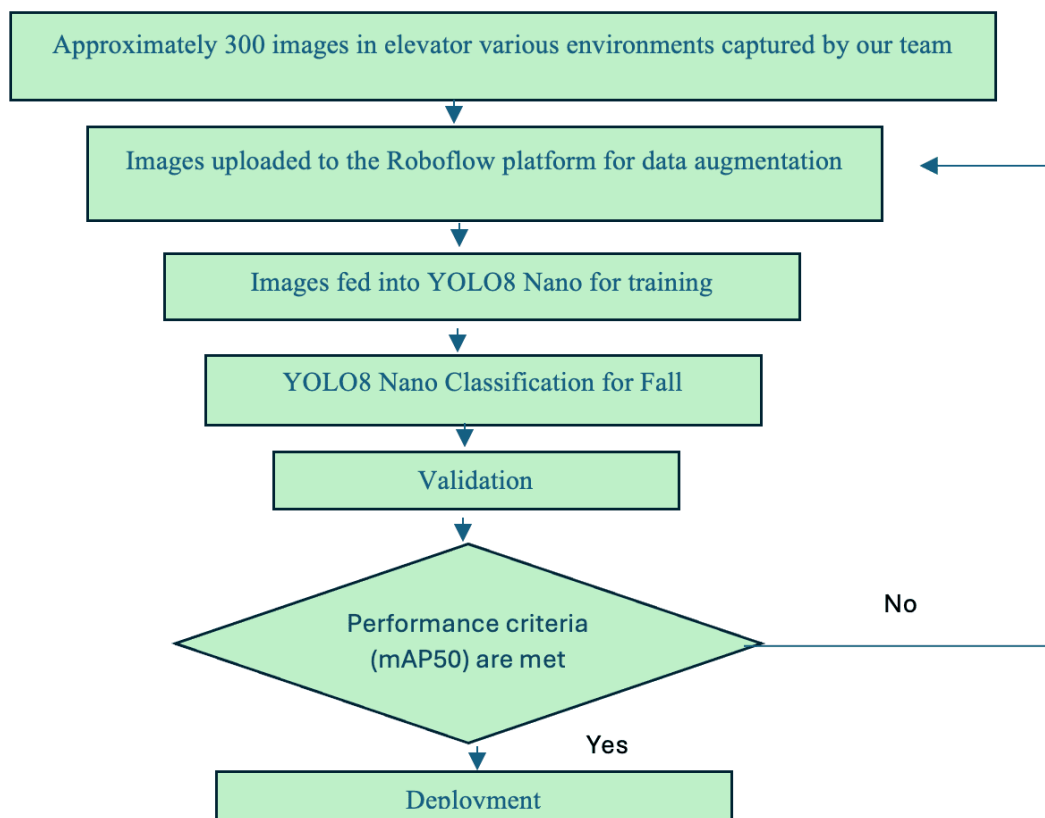 Approximately 300 images in elevator various environments captured by our team
Images uploaded to the Roboflow platform for data augmentation
Images fed into YOLO8 Nano for training
YOLO8 Nano Classification for Fall
Validation
Performance criteria
(mAP50) are met
No
Yes
Deployment